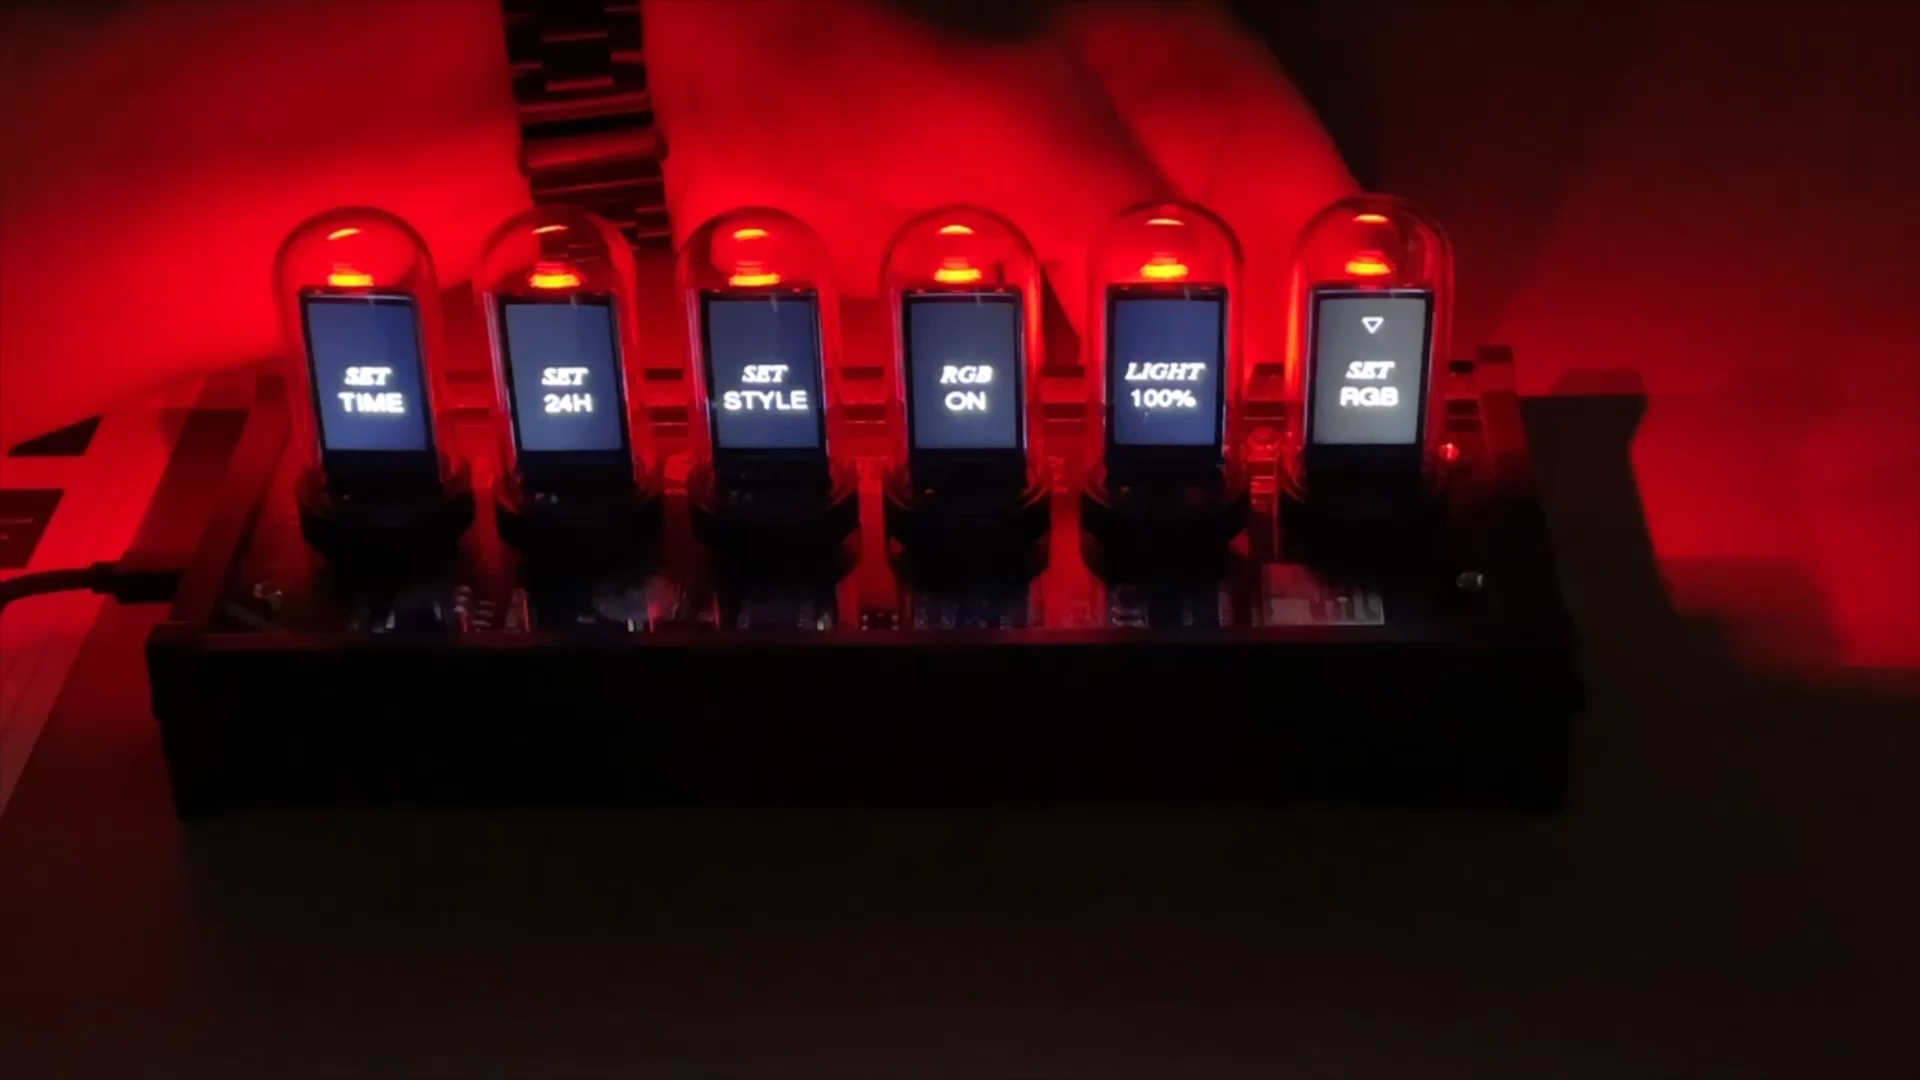 SET
TIME
SET
24H
SET
STYLE
RGB
ON
LIGHT
100%
SET
RGB